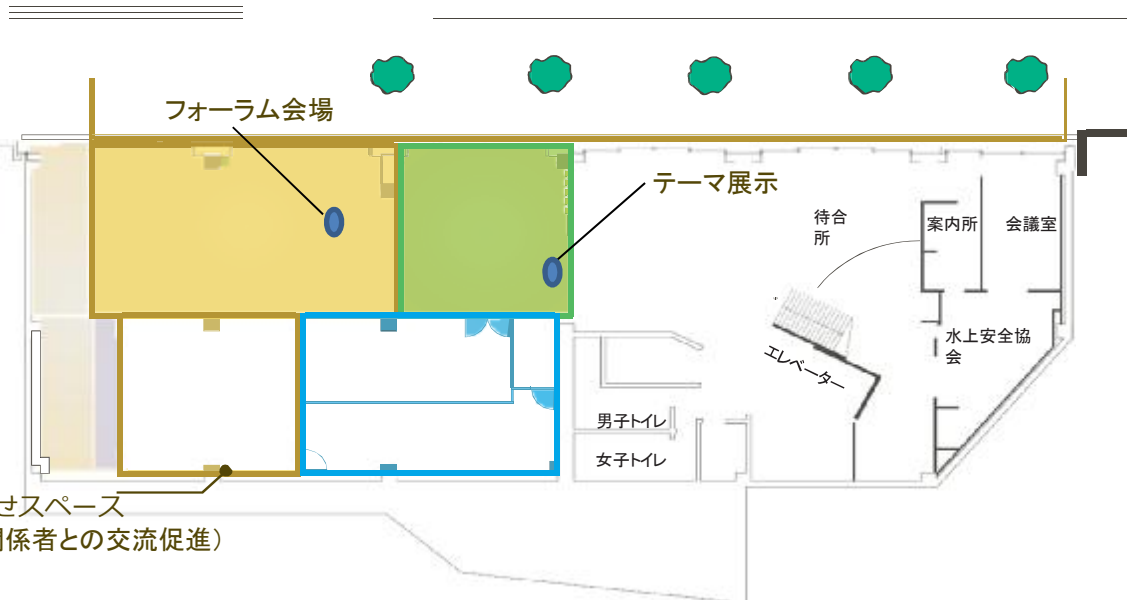 フォーラム会場
テーマ展示
待合
所
案内所
会議室
水上安全協
会
エレベーター
男子トイレ
女子トイレ
せスペース
係者との交流促進）